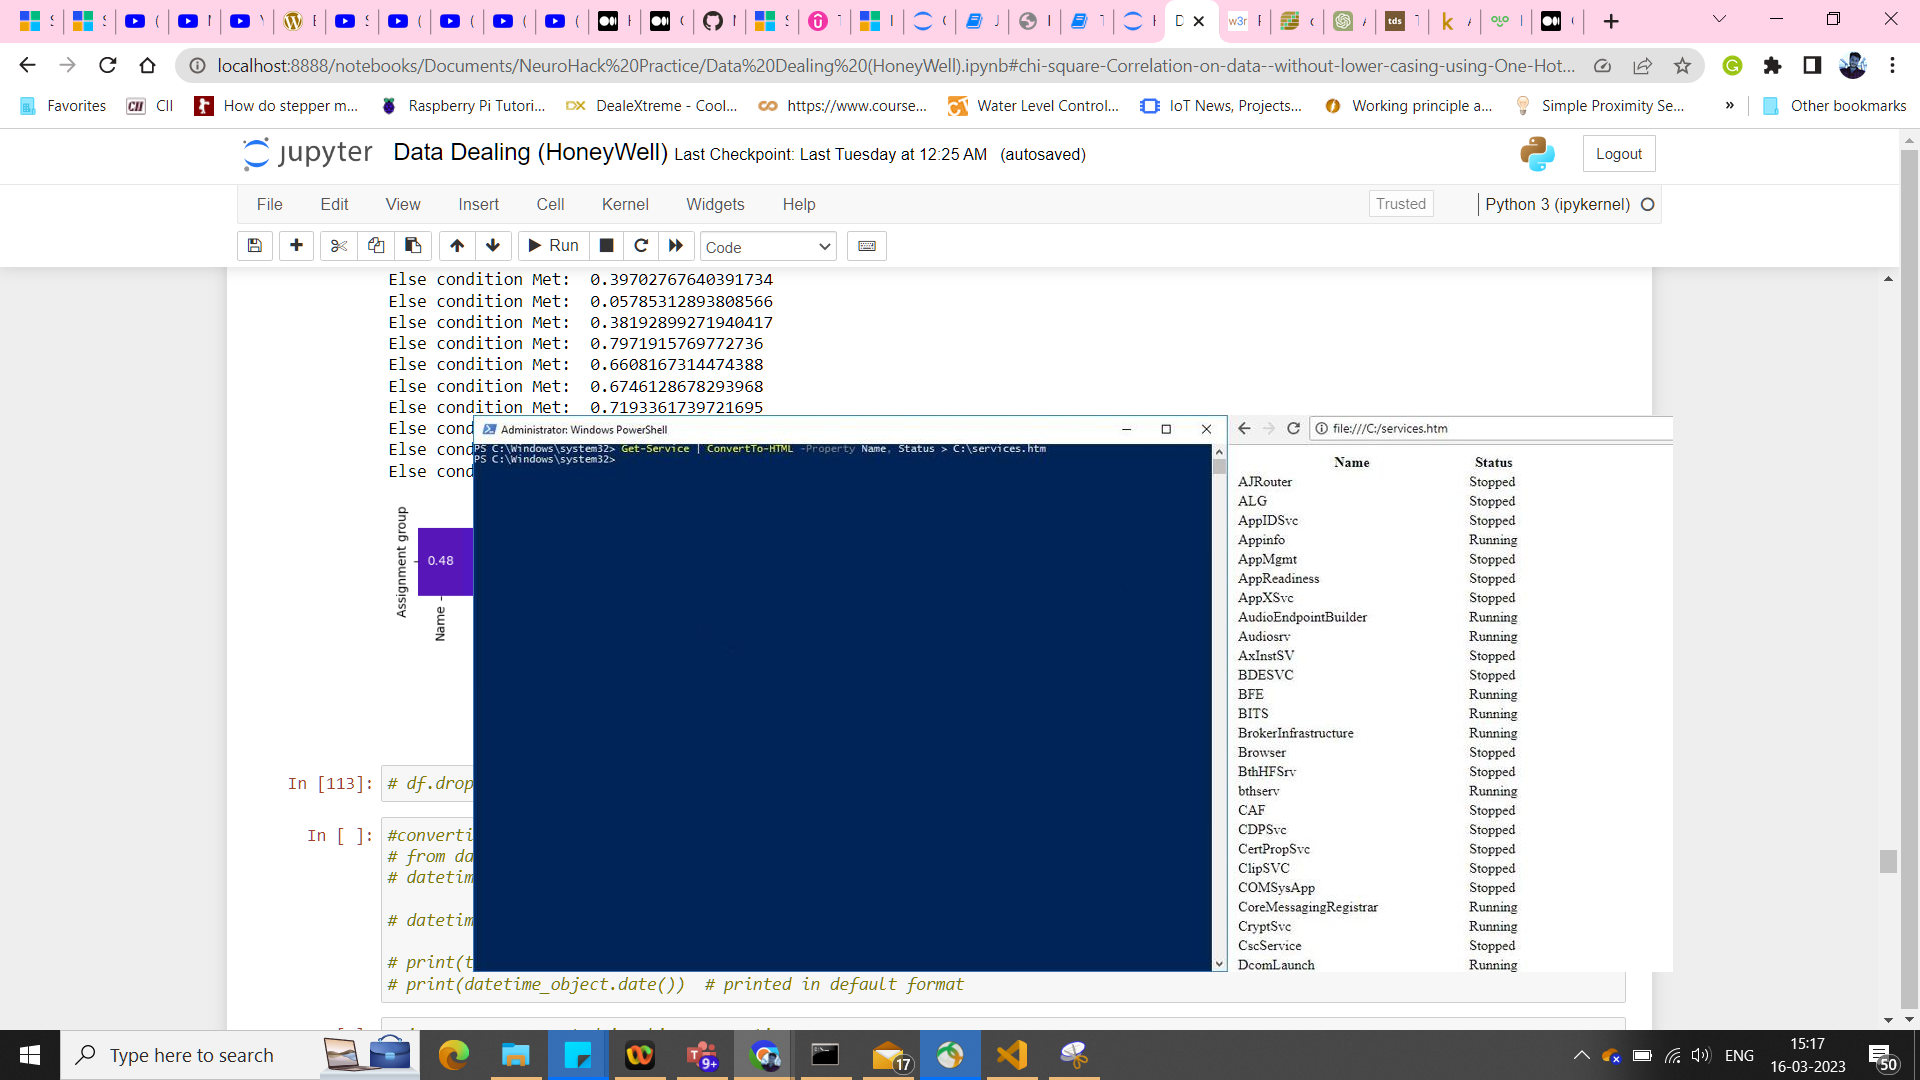 localhost:8888/notebooks/Documents/NeuroHack%20Practice/Data%20Dealing%20(HoneyWell).ipynb#chi-square-Correlation-on-data--without-lower-casing-using-One-Hot...
Favorites
CII
How do stepper m...
Raspberry Pi Tutori...
DealeXtreme - Cool...
https://www.course...
Water Level Control...
IoT News, Projects...
Working principle a...
Simple Proximity Se...
»
Other bookmarks
jupyter Data Dealing (HoneyWell) Last Checkpoint: Last Tuesday at 12:25 AM (autosaved)
Logout
File Edit View Insert Cell Kernel Widgets Help
Trusted
Python 3 (ipykernel)
Run
Code
Else condition Met: 0.39702767640391734
Else condition Met: 0.05785312893808566
Else condition Met: 0.38192899271940417
Else condition Met: 0.7971915769772736
Else condition Met: 0.6608167314474388
Else condition Met: 0.6746128678293968
Else condition Met: 0.7193361739721695
Else cond
Else cond
Else cond
Assignment group
0.48
Name
In [113]: # df.drop
In [ ]: #converti
# from da
# datetim
# datetim
# print(t
# print(datetime_object.date()) # printed in default format
Administrator: Windows PowerShell
PS C:\Windows\system32> Get-Service | ConvertTo-HTML -Property Name, Status > C:\services.htm
PS C:\Windows\system32>
file:///C:/services.htm
Name Status
AJRouter Stopped
ALG Stopped
AppIDSvc Stopped
Appinfo Running
AppMgmt Stopped
AppReadiness Stopped
AppXSvc Stopped
AudioEndpointBuilder Running
Audiosrv Running
AxInstSV Stopped
BDESVC Stopped
BFE Running
BITS Running
BrokerInfrastructure Running
Browser Stopped
BthHFSrv Stopped
bthserv Running
CAF Stopped
CDPSvc Stopped
CertPropSvc Stopped
ClipSVC Stopped
COMSysApp Stopped
CoreMessagingRegistrar Running
CryptSvc Running
CscService Stopped
DcomLaunch Running
Type here to search
9+
17
ENG
15:17
16-03-2023
50